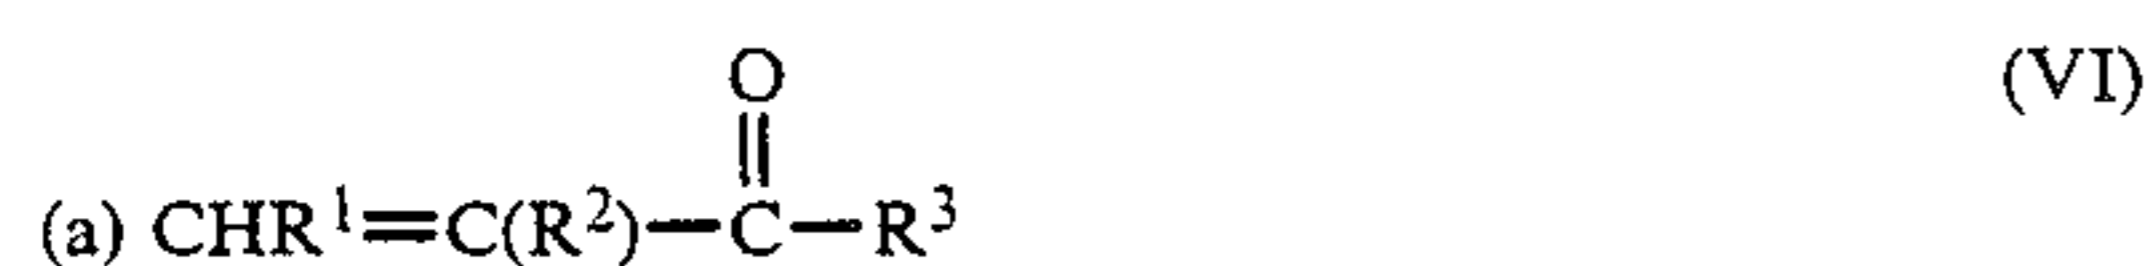 O (VI)
(a) CHR¹=C(R²)—C—R³